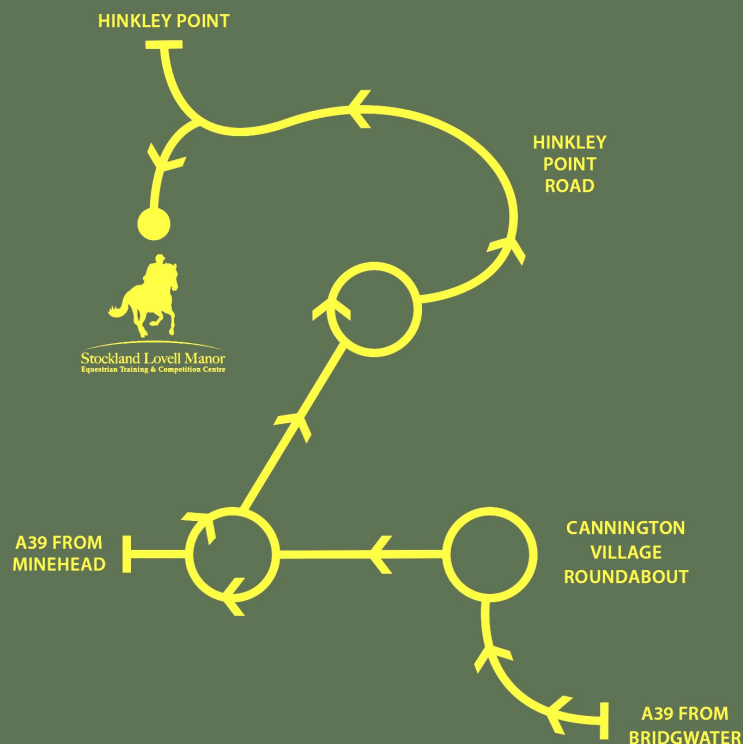 HINKLEY POINT
HINKLEY
POINT
ROAD
Stockland Lovell Manor
Equestrian Training & Competition Centre
A39 FROM
MINEHEAD
CANNINGTON
VILLAGE
ROUNDABOUT
A39 FROM
BRIDGWATER